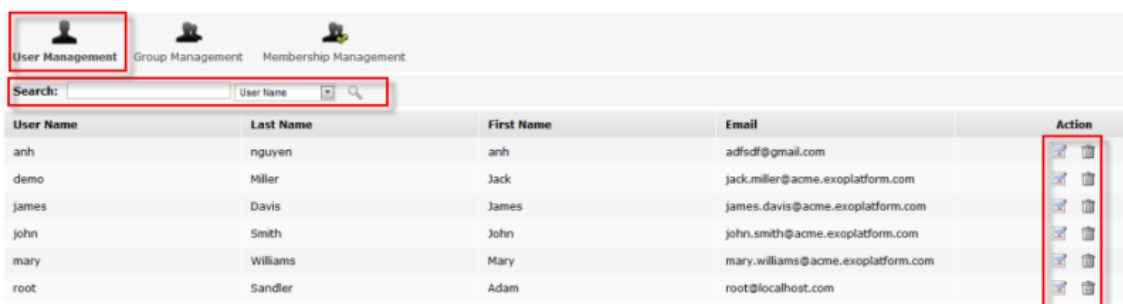 User Management Group Management Membership Management
Search: User Name
User Name Last Name First Name Email Action
anh nguyen anh adfsdf@gmail.com
demo Miller Jack jack.miller@acme.exoplatform.com
james Davis James james.davis@acme.exoplatform.com
john Smith John john.smith@acme.exoplatform.com
mary Williams Mary mary.williams@acme.exoplatform.com
root Sandler Adam root@localhost.com